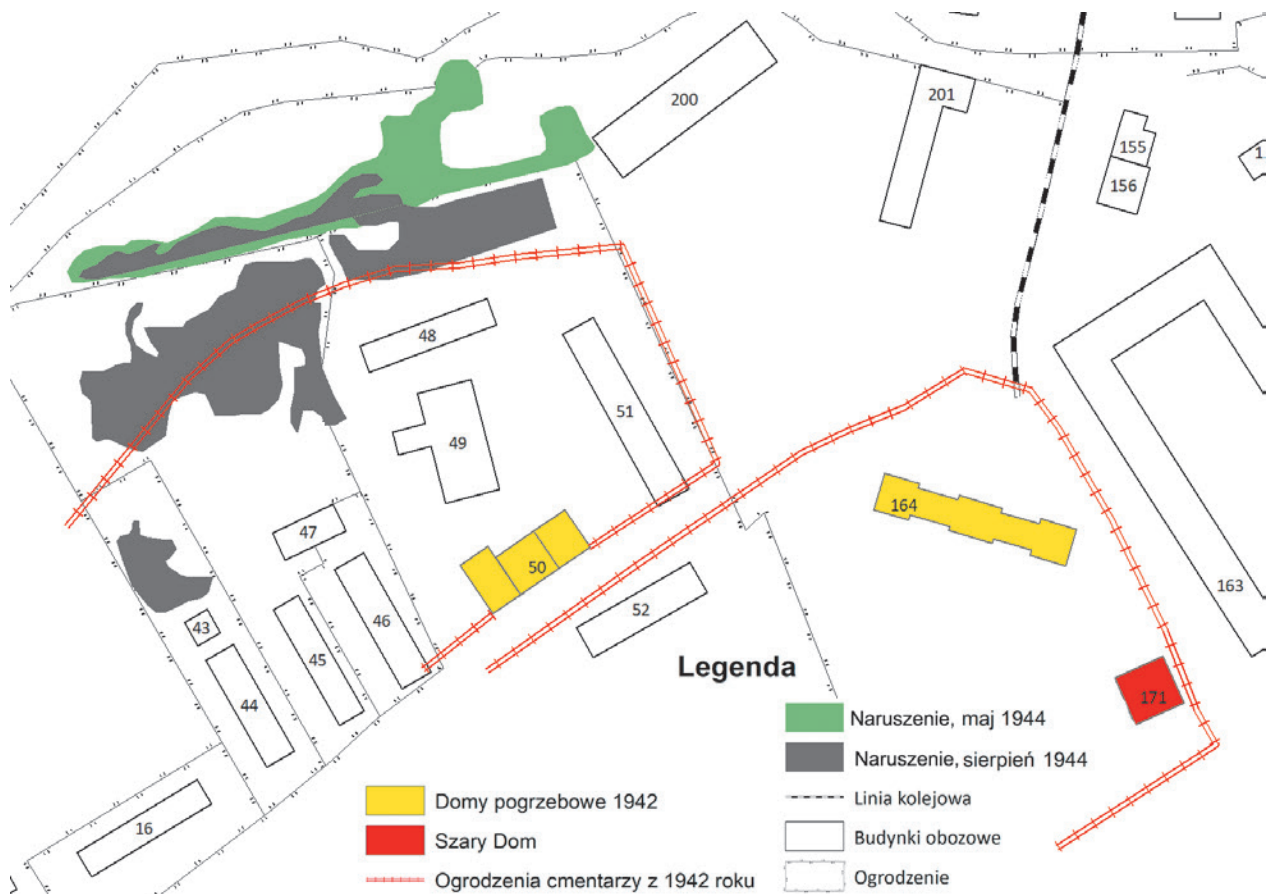 200
201
155
156
1
48
49
51
47
50
164
163
52
46
45
43
44
171
16
Legenda
Naruszenie, maj 1944
Naruszenie, sierpień 1944
Linia kolejowa
Budynki obozowe
Ogrodzenie
Domy pogrzebowe 1942
Szary Dom
Ogrodzenia cmentarzy z 1942 roku